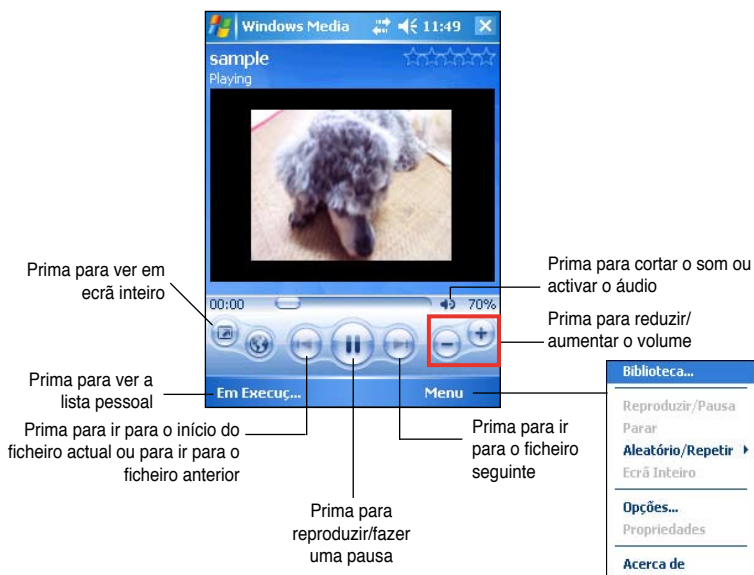 Windows Media 11:49
sample
Playing
00:00 70%
Em Execuç... Menu
Prima para ver em
ecrã inteiro
Prima para ver a
lista pessoal
Prima para ir para o início do
ficheiro actual ou para ir para o
ficheiro anterior
Prima para
reproduzir/fazer
uma pausa
Prima para ir
para o ficheiro
seguinte
Prima para cortar o som ou
activar o áudio
Prima para reduzir/
aumentar o volume
Biblioteca...
Reproduzir/Pausa
Parar
Aleatório/Repetir
Ecrã Inteiro
Opções...
Propriedades
Acerca de